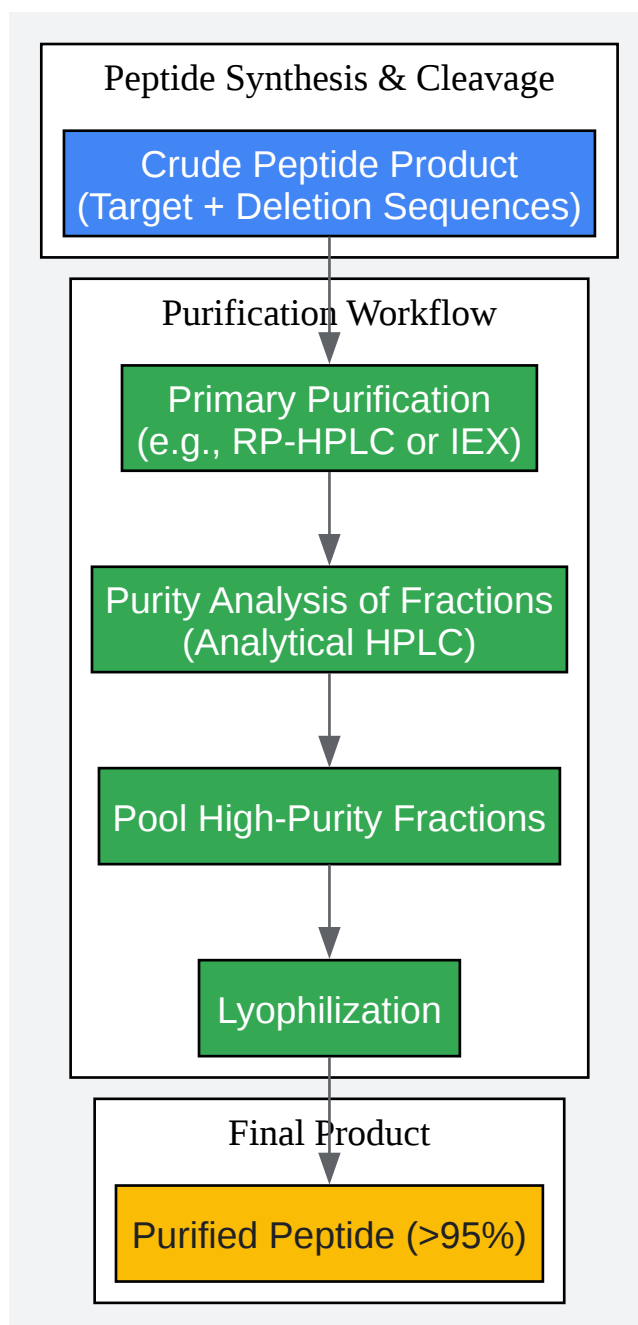 Peptide Synthesis & Cleavage
Crude Peptide Product
(Target + Deletion Sequences)
Purification Workflow
Primary Purification
(e.g., RP-HPLC or IEX)
Purity Analysis of Fractions
(Analytical HPLC)
Pool High-Purity Fractions
Lyophilization
Final Product
Purified Peptide (>95%)